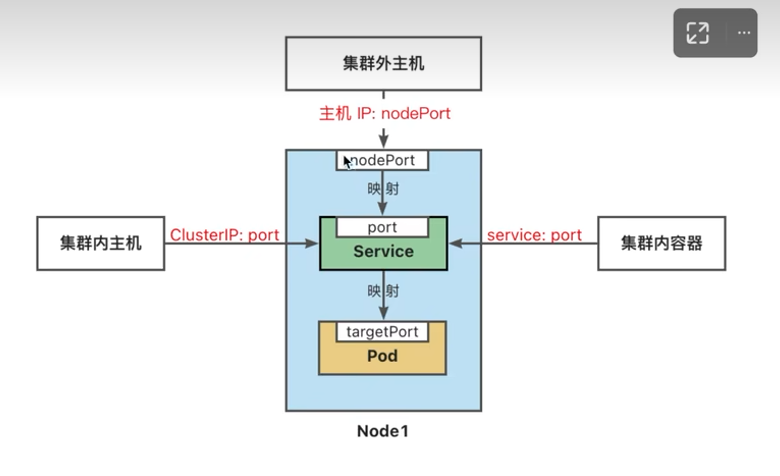 集群外主机
主机 IP: nodePort
nodePort
映射
port
集群内主机
ClusterIP: port
Service
service: port
集群内容器
映射
targetPort
Pod
Node1